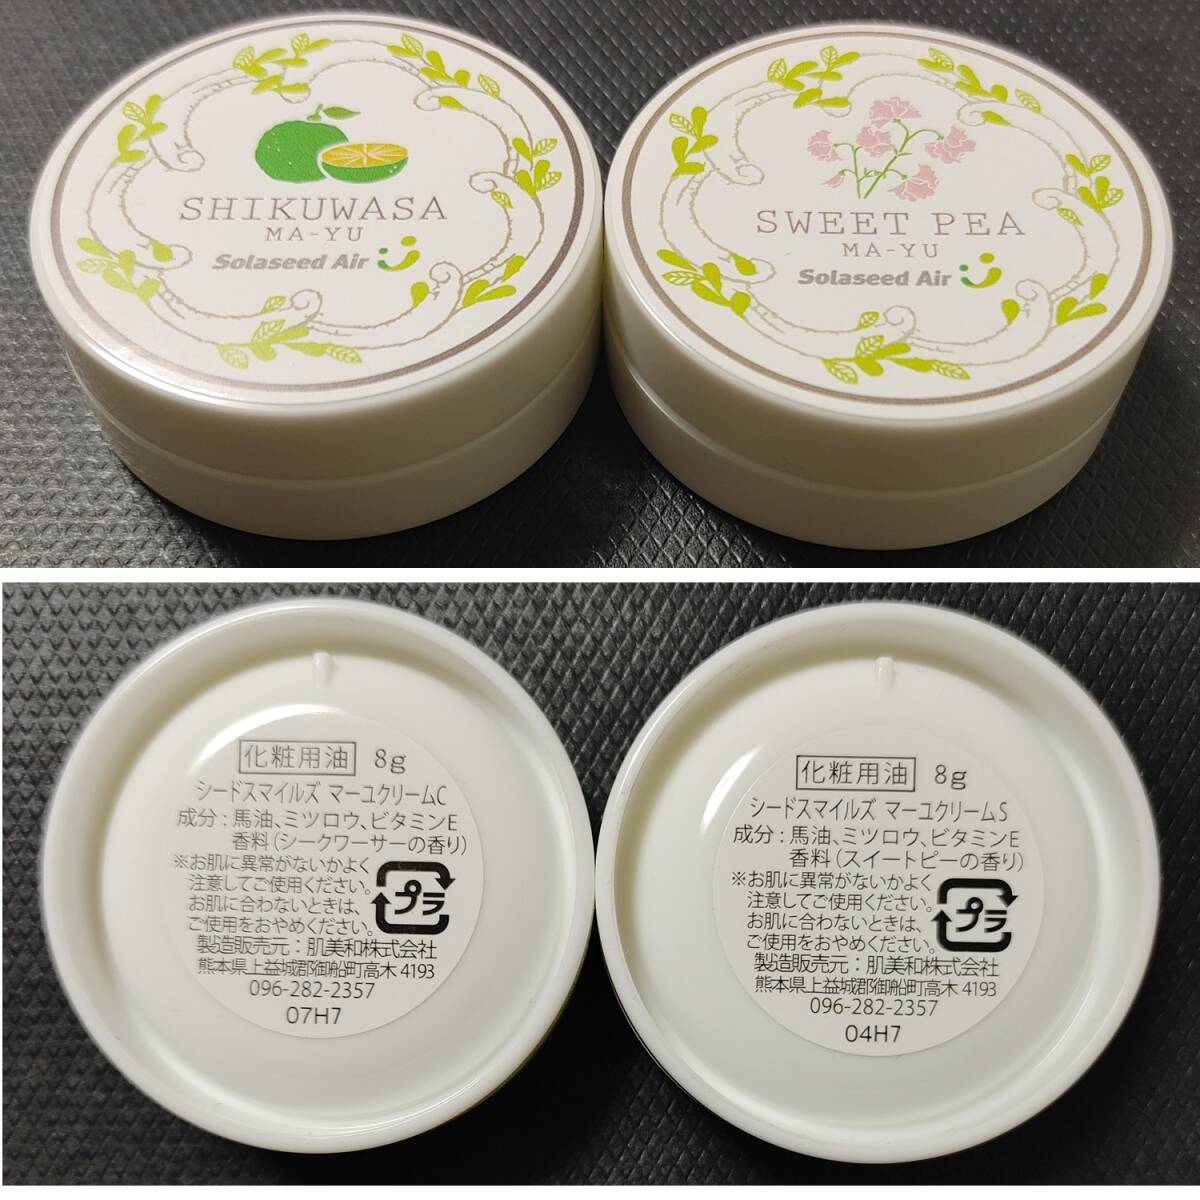 SHIKUWASA
MA-YU
Solaseed Air
SWEET PEA
MA-YU
Solaseed Air
化粧用油 8g
シードスマイルズ マーユクリームC
成分：馬油、ミツロウ、ビタミンE
香料（シークワーサーの香り）
※お肌に異常がないかよく
注意してご使用ください。
お肌に合わないときは、
ご使用をおやめください。
プラ
製造販売元：肌美和株式会社
熊本県上益城郡御船町高木4193
096-282-2357
07H7
化粧用油 8g
シードスマイルズ マーユクリームS
成分：馬油、ミツロウ、ビタミンE
香料（スイートピーの香り）
※お肌に異常がないかよく
注意してご使用ください。
お肌に合わないときは、
ご使用をおやめください。
プラ
製造販売元：肌美和株式会社
熊本県上益城郡御船町高木4193
096-282-2357
04H7